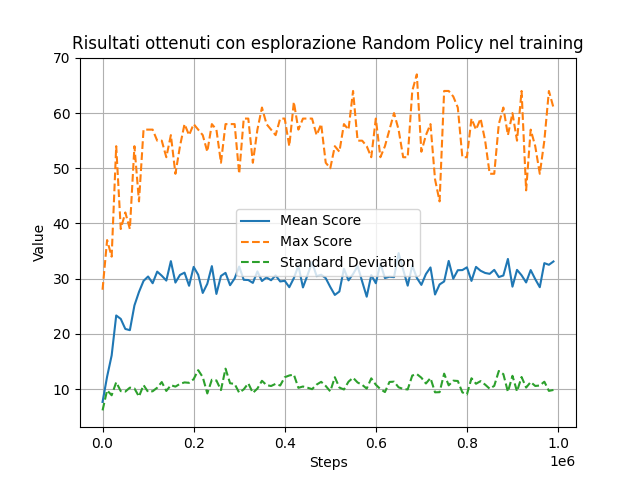 Risultati ottenuti con esplorazione Random Policy nel training
70
60
50
40
30
20
10
Value
Mean Score
Max Score
Standard Deviation
0.0 0.2 0.4 0.6 0.8 1.0
1e6
Steps